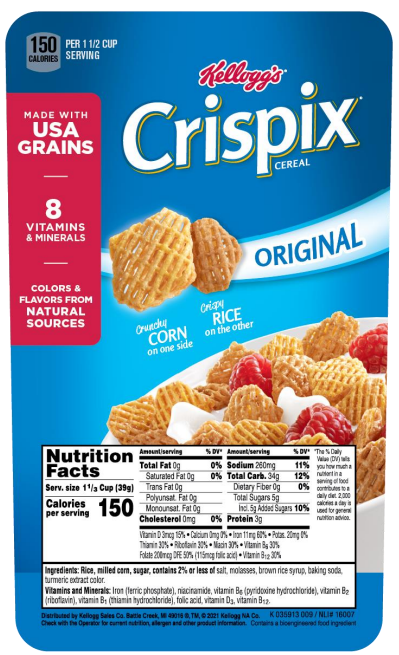 150 PER 1 1/2 CUP
CALORIES SERVING
Kellogg's
Crispix
CEREAL
MADE WITH
USA
GRAINS
8
VITAMINS
& MINERALS
COLORS &
FLAVORS FROM
NATURAL
SOURCES
ORIGINAL
Crunchy
CORN
on one side
Crispy
RICE
on the other
Nutrition
Facts
Serv. size 1 1/3 Cup (39g)
Calories
per serving 150
Amount/serving % DV*
Total Fat 0g 0%
Saturated Fat 0g 0%
Trans Fat 0g
Polyunsat. Fat 0g
Monounsat. Fat 0g
Cholesterol 0mg 0%
Amount/serving % DV*
Sodium 260mg 11%
Total Carb. 34g 12%
Dietary Fiber 0g 0%
Total Sugars 5g
Incl. 5g Added Sugars 10%
Protein 3g
*The % Daily
Value (DV) tells
you how much a
nutrient in a
serving of food
contributes to a
daily diet. 2,000
calories a day is
used for general
nutrition advice.
Vitamin D 3mcg 15% • Calcium 0mg 0% • Iron 11mg 60% • Potas. 20mg 0%
Thiamin 30% • Riboflavin 30% • Niacin 30% • Vitamin B6 30%
Folate 200mcg DFE 50% (115mcg folic acid) • Vitamin B12 30%
Ingredients: Rice, milled corn, sugar, contains 2% or less of salt, molasses, brown rice syrup, baking soda,
turmeric extract color.
Vitamins and Minerals: Iron (ferric phosphate), niacinamide, vitamin B6 (pyridoxine hydrochloride), vitamin B2
(riboflavin), vitamin B1 (thiamin hydrochloride), folic acid, vitamin D3, vitamin B12.
Distributed by Kellogg Sales Co. Battle Creek, MI 49016 ®, TM, © 2021 Kellogg NA Co. K 035913 009 / NLI# 16007
Check with the Operator for current nutrition, allergen and other product information. Contains a bioengineered food ingredient